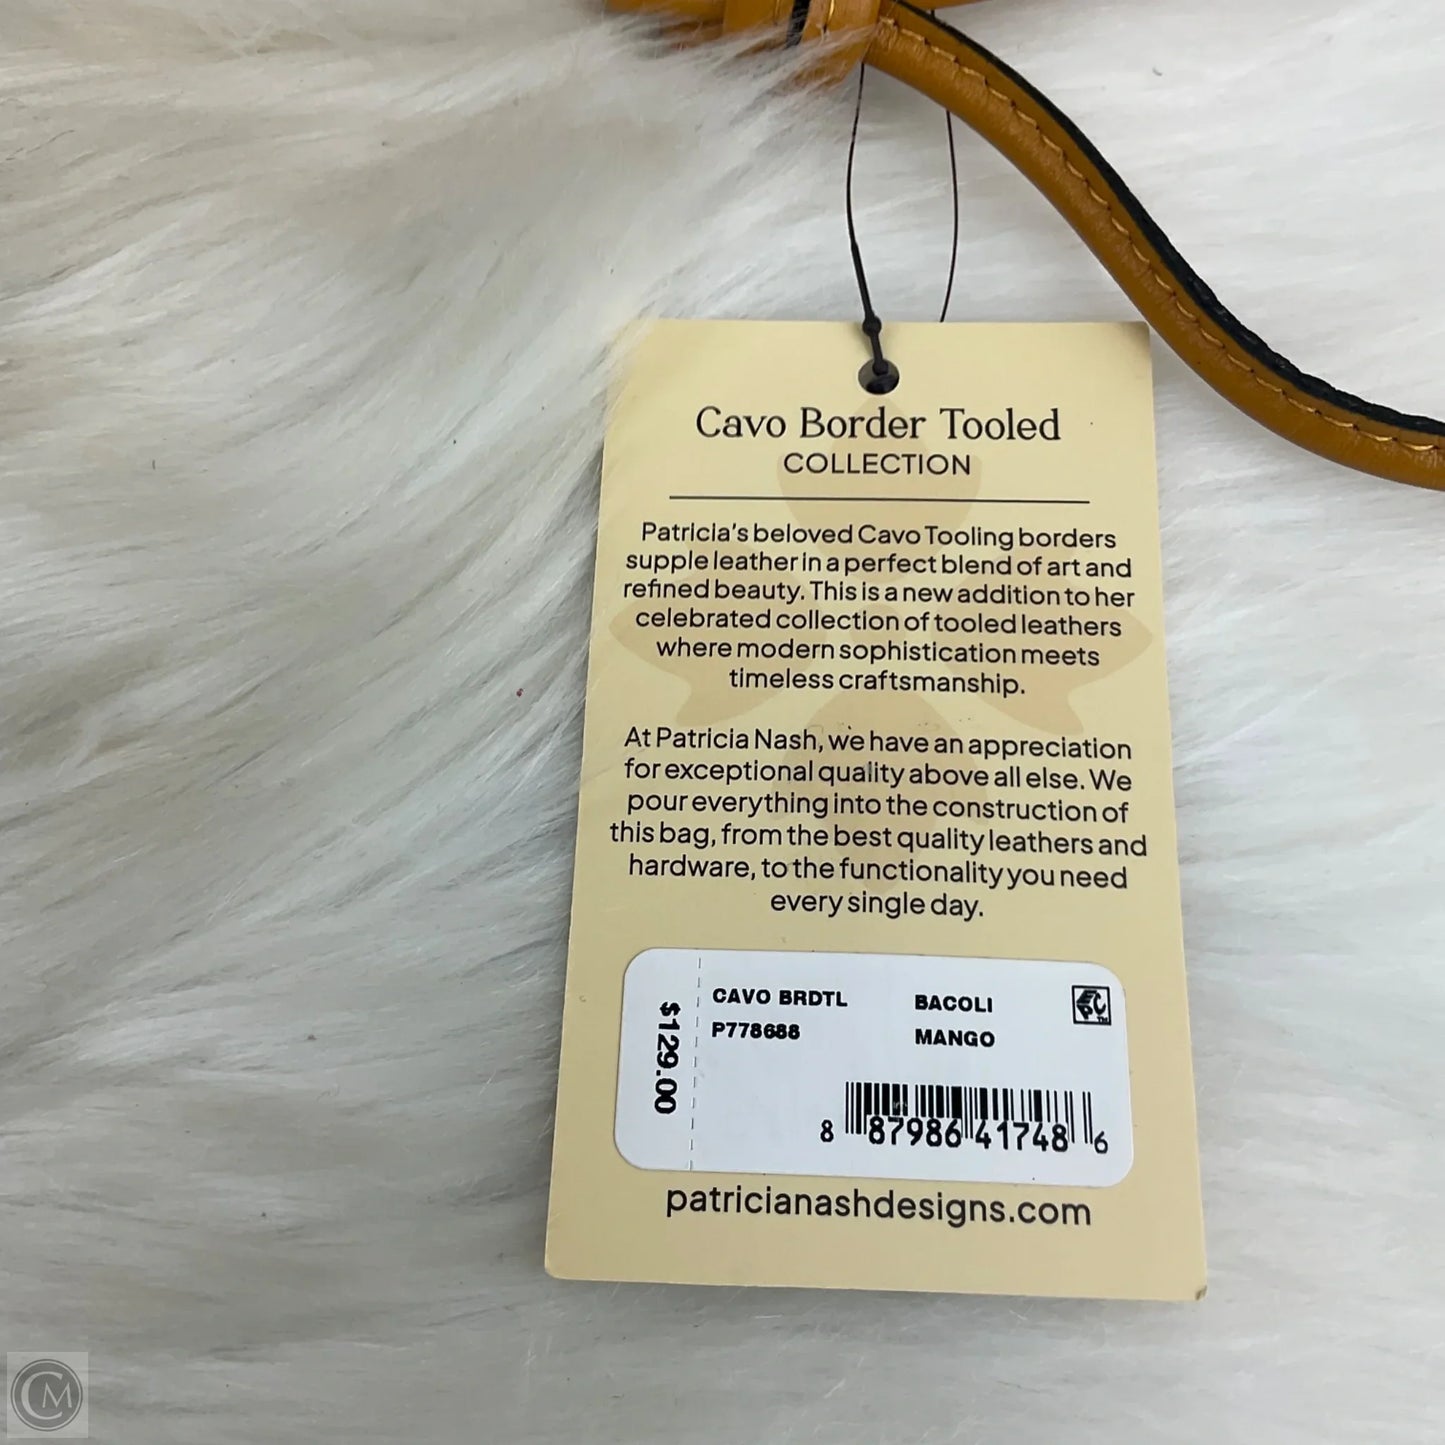 Cavo Border Tooled
COLLECTION
Patricia's beloved Cavo Tooling borders
supple leather in a perfect blend of art and
refined beauty. This is a new addition to her
celebrated collection of tooled leathers
where modern sophistication meets
timeless craftsmanship.
At Patricia Nash, we have an appreciation
for exceptional quality above all else. We
pour everything into the construction of
this bag, from the best quality leathers and
hardware, to the functionality you need
every single day.
$129.00
CAVO BRDTL BACOLI
P778688 MANGO
8 87986 41748 6
patricianashdesigns.com
CM